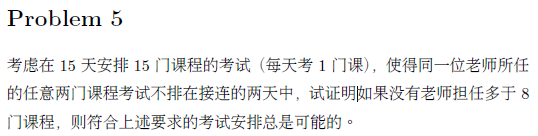 Problem 5
考虑在 15 天安排 15 门课程的考试（每天考 1 门课），使得同一位老师所任
的任意两门课程考试不排在接连的两天中，试证明如果没有老师担任多于 8
门课程，则符合上述要求的考试安排总是可能的。